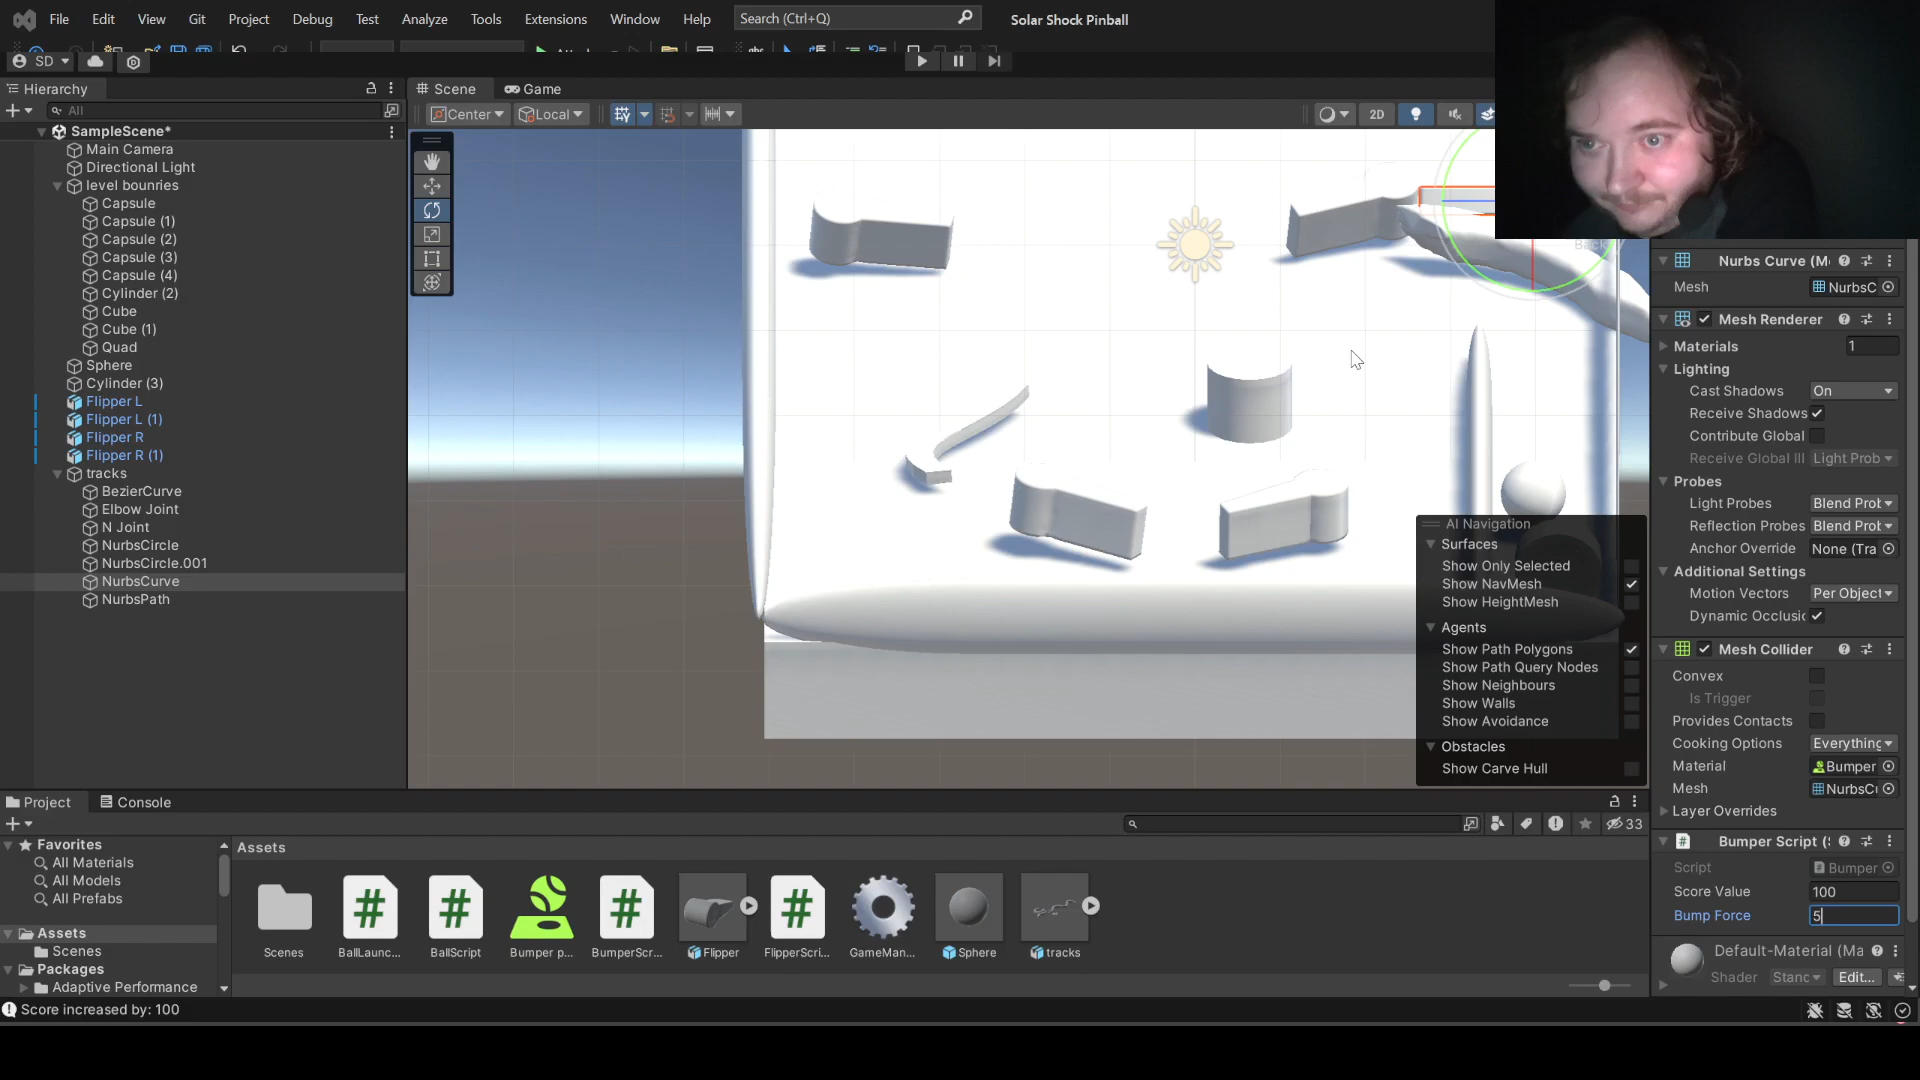 File Edit View Git Project Debug Test Analyze Tools Extensions Window Help Search (Ctrl+Q) Solar Shock Pinball
SD
Hierarchy
All
SampleScene*
Main Camera
Directional Light
level bounries
Capsule
Capsule (1)
Capsule (2)
Capsule (3)
Capsule (4)
Cylinder (2)
Cube
Cube (1)
Quad
Sphere
Cylinder (3)
Flipper L
Flipper L (1)
Flipper R
Flipper R (1)
tracks
BezierCurve
Elbow Joint
N Joint
NurbsCircle
NurbsCircle.001
NurbsCurve
NurbsPath
Scene Game
Center Local 2D
Back
AI Navigation
Surfaces
Show Only Selected
Show NavMesh
Show HeightMesh
Agents
Show Path Polygons
Show Path Query Nodes
Show Neighbours
Show Walls
Show Avoidance
Obstacles
Show Carve Hull
Nurbs Curve (M
Mesh NurbsC
Mesh Renderer
Materials 1
Lighting
Cast Shadows On
Receive Shadows
Contribute Global
Receive Global Ill Light Prob
Probes
Light Probes Blend Prob
Reflection Probes Blend Prob
Anchor Override None (Tra
Additional Settings
Motion Vectors Per Object
Dynamic Occlusic
Mesh Collider
Convex
Is Trigger
Provides Contacts
Cooking Options Everything
Material Bumper
Mesh NurbsCu
Layer Overrides
Bumper Script (S
Script Bumper
Score Value 100
Bump Force 5
Default-Material (Ma
Shader Stanc Edit...
Project Console
33
Favorites
All Materials
All Models
All Prefabs
Assets
Scenes
Packages
Adaptive Performance
Assets
Scenes BallLaunc... BallScript Bumper p... BumperScr... Flipper FlipperScri... GameMan... Sphere tracks
Score increased by: 100